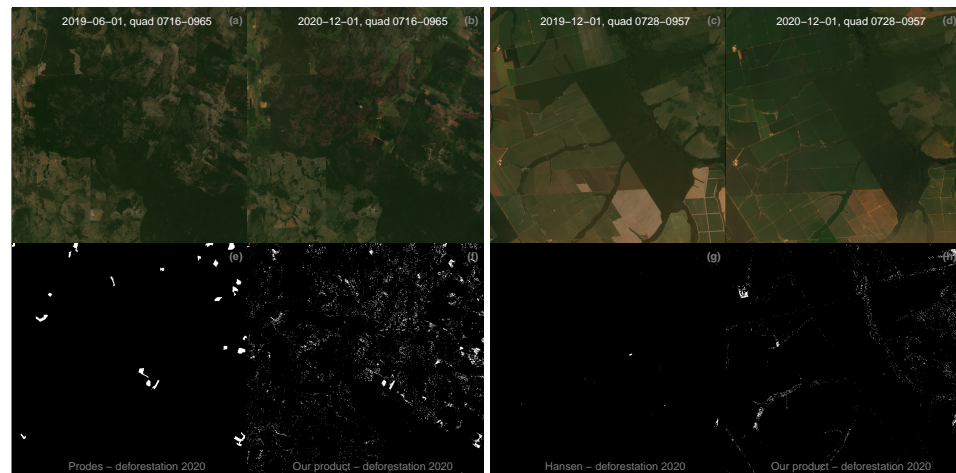 2019−06−01, quad 0716−0965 (a)
2020−12−01, quad 0716−0965 (b)
2019−12−01, quad 0728−0957 (c)
2020−12−01, quad 0728−0957 (d)
(e)
(f)
(g)
(h)
Prodes − deforestation 2020
Our product − deforestation 2020
Hansen − deforestation 2020
Our product − deforestation 2020